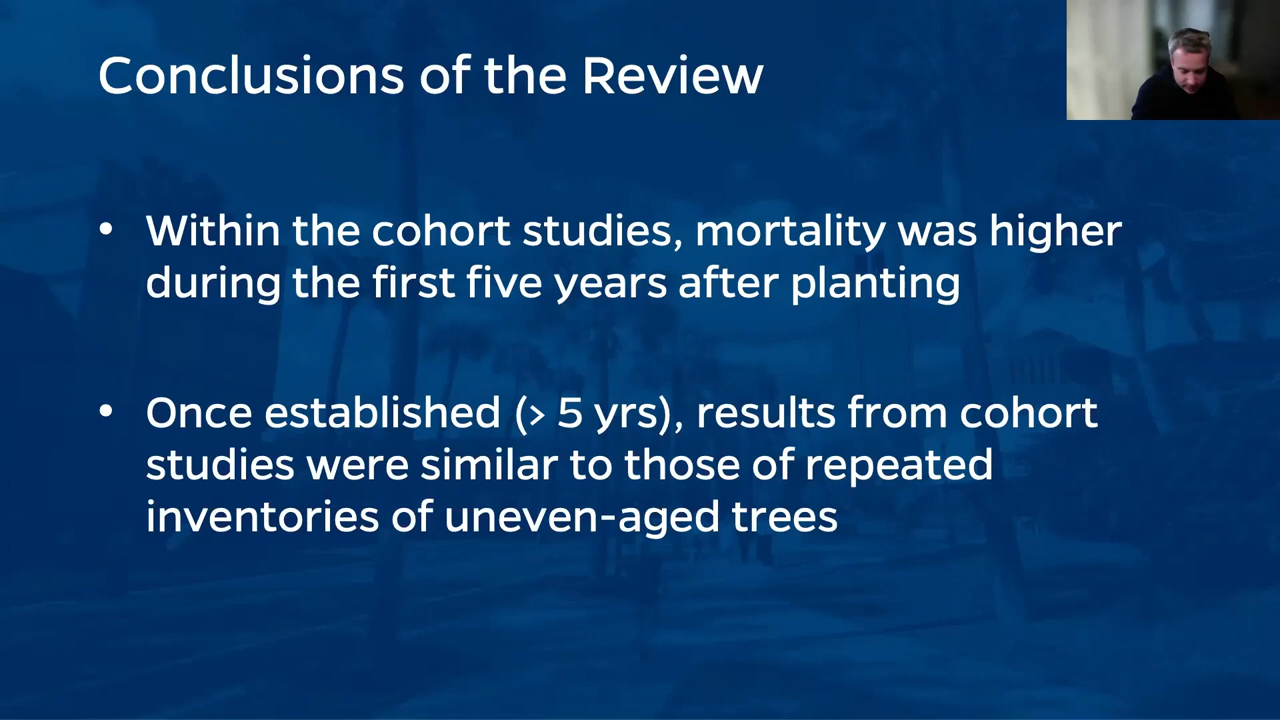 Conclusions of the Review
• Within the cohort studies, mortality was higher
during the first five years after planting
• Once established (> 5 yrs), results from cohort
studies were similar to those of repeated
inventories of uneven-aged trees